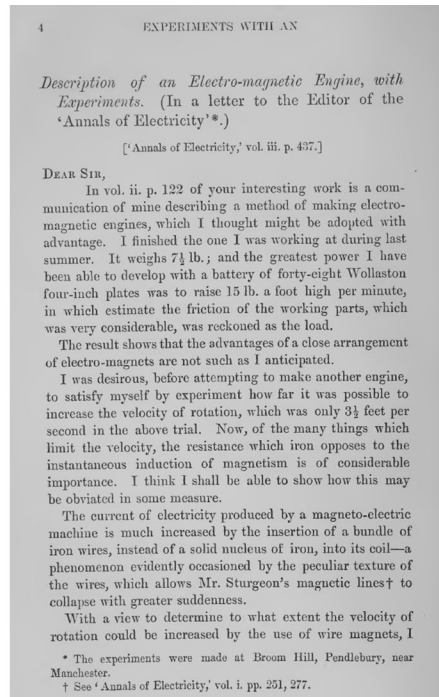 4 EXPERIMENTS WITH AN
Description of an Electro-magnetic Engine, with
Experiments. (In a letter to the Editor of the
‘Annals of Electricity’*.)
[‘Annals of Electricity,’ vol. iii. p. 437.]
DEAR SIR,
In vol. ii. p. 122 of your interesting work is a com-
munication of mine describing a method of making electro-
magnetic engines, which I thought might be adopted with
advantage. I finished the one I was working at during last
summer. It weighs 7½ lb.; and the greatest power I have
been able to develop with a battery of forty-eight Wollaston
four-inch plates was to raise 15 lb. a foot high per minute,
in which estimate the friction of the working parts, which
was very considerable, was reckoned as the load.
The result shows that the advantages of a close arrangement
of electro-magnets are not such as I anticipated.
I was desirous, before attempting to make another engine,
to satisfy myself by experiment how far it was possible to
increase the velocity of rotation, which was only 3½ feet per
second in the above trial. Now, of the many things which
limit the velocity, the resistance which iron opposes to the
instantaneous induction of magnetism is of considerable
importance. I think I shall be able to show how this may
be obviated in some measure.
The current of electricity produced by a magneto-electric
machine is much increased by the insertion of a bundle of
iron wires, instead of a solid nucleus of iron, into its coil—a
phenomenon evidently occasioned by the peculiar texture of
the wires, which allows Mr. Sturgeon’s magnetic lines† to
collapse with greater suddenness.
With a view to determine to what extent the velocity of
rotation could be increased by the use of wire magnets, I
* The experiments were made at Broom Hill, Pendlebury, near
Manchester.
† See ‘Annals of Electricity,’ vol. i. pp. 251, 277.